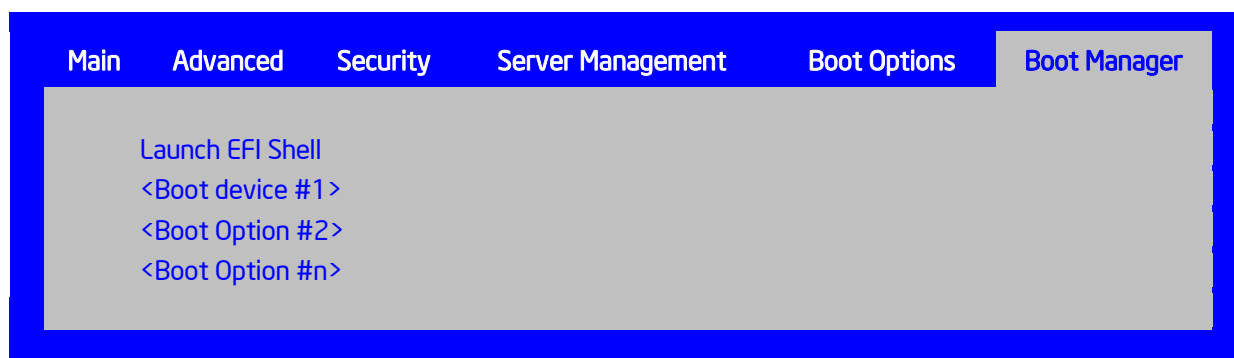 Main Advanced Security Server Management Boot Options Boot Manager
Launch EFI Shell
<Boot device #1>
<Boot Option #2>
<Boot Option #n>